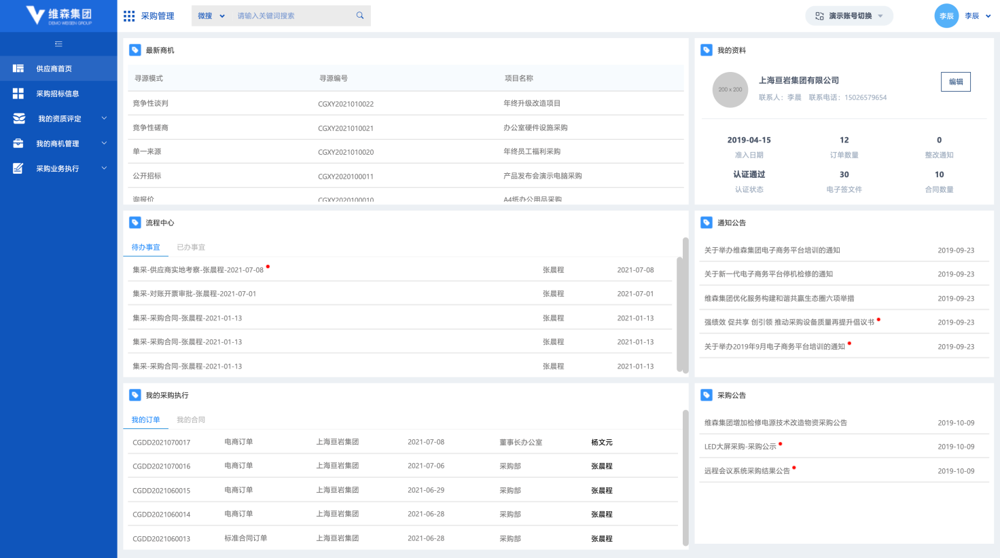 维森集团
DEMO WEISEN GROUP
采购管理
微搜 请输入关键词搜索
演示账号切换
李辰 李辰
供应商首页
采购招标信息
我的资质评定
我的商机管理
采购业务执行
最新商机
寻源模式 寻源编号 项目名称
竞争性谈判 CGXY2021010022 年终升级改造项目
竞争性磋商 CGXY2021010021 办公室硬件设施采购
单一来源 CGXY2021010020 年终员工福利采购
公开招标 CGXY2020100011 产品发布会演示电脑采购
询报价 CGXY2020100010 A4纸办公用品采购
我的资料
200 x 200
上海亘岩集团有限公司
联系人：李晨 联系电话：15026579654
编辑
2019-04-15 12 0
准入日期 订单数量 整改通知
认证通过 30 10
认证状态 电子签文件 合同数量
流程中心
待办事宜 已办事宜
集采-供应商实地考察-张晨程-2021-07-08 张晨程 2021-07-08
集采-对账开票审批-张晨程-2021-07-01 张晨程 2021-07-01
集采-采购合同-张晨程-2021-01-13 张晨程 2021-01-13
集采-采购合同-张晨程-2021-01-13 张晨程 2021-01-13
集采-采购合同-张晨程-2021-01-13 张晨程 2021-01-13
通知公告
关于举办维森集团电子商务平台培训的通知 2019-09-23
关于新一代电子商务平台停机检修的通知 2019-09-23
维森集团优化服务构建和谐共赢生态圈六项举措 2019-09-23
强绩效 促共享 创引领 推动采购设备质量再提升倡议书 2019-09-23
关于举办2019年9月电子商务平台培训的通知 2019-09-23
我的采购执行
我的订单 我的合同
CGDD2021070017 电商订单 上海亘岩集团 2021-07-08 董事长办公室 杨文元
CGDD2021070016 电商订单 上海亘岩集团 2021-07-06 采购部 张晨程
CGDD2021060015 电商订单 上海亘岩集团 2021-06-29 采购部 张晨程
CGDD2021060014 电商订单 上海亘岩集团 2021-06-28 采购部 张晨程
CGDD2021060013 标准合同订单 上海亘岩集团 2021-06-28 采购部 张晨程
采购公告
维森集团增加检修电源技术改造物资采购公告 2019-10-09
LED大屏采购-采购公示 2019-10-09
远程会议系统采购结果公告 2019-10-09